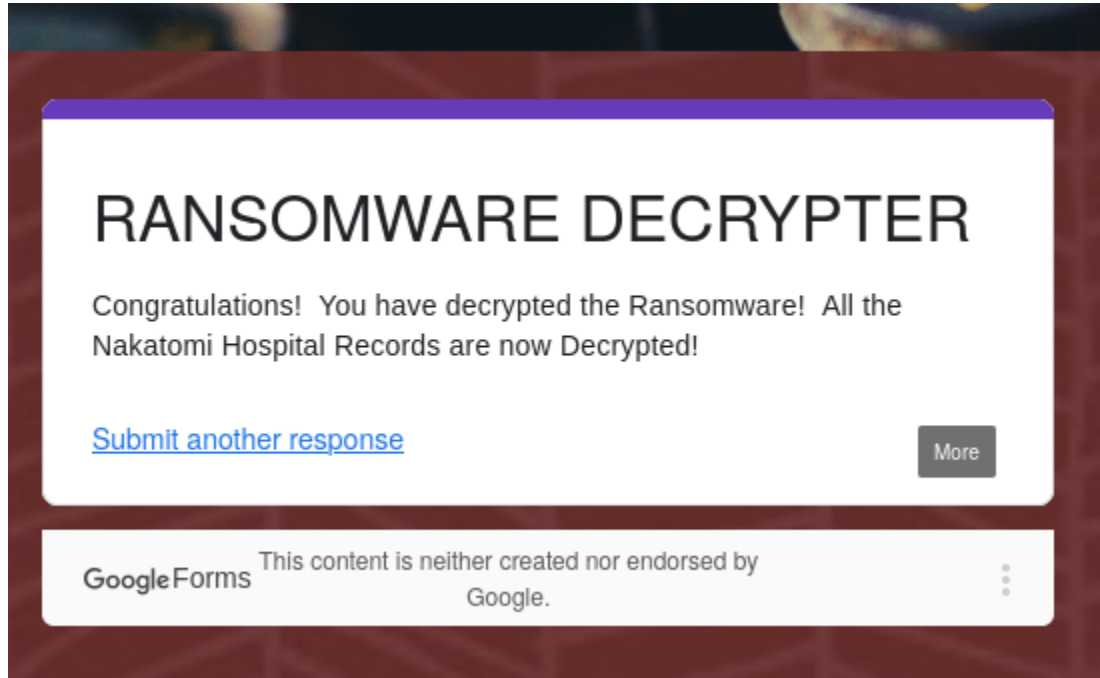 RANSOMWARE DECRYPTER
Congratulations!  You have decrypted the Ransomware!  All the
Nakatomi Hospital Records are now Decrypted!
Submit another response
More
Google Forms
This content is neither created nor endorsed by
Google.